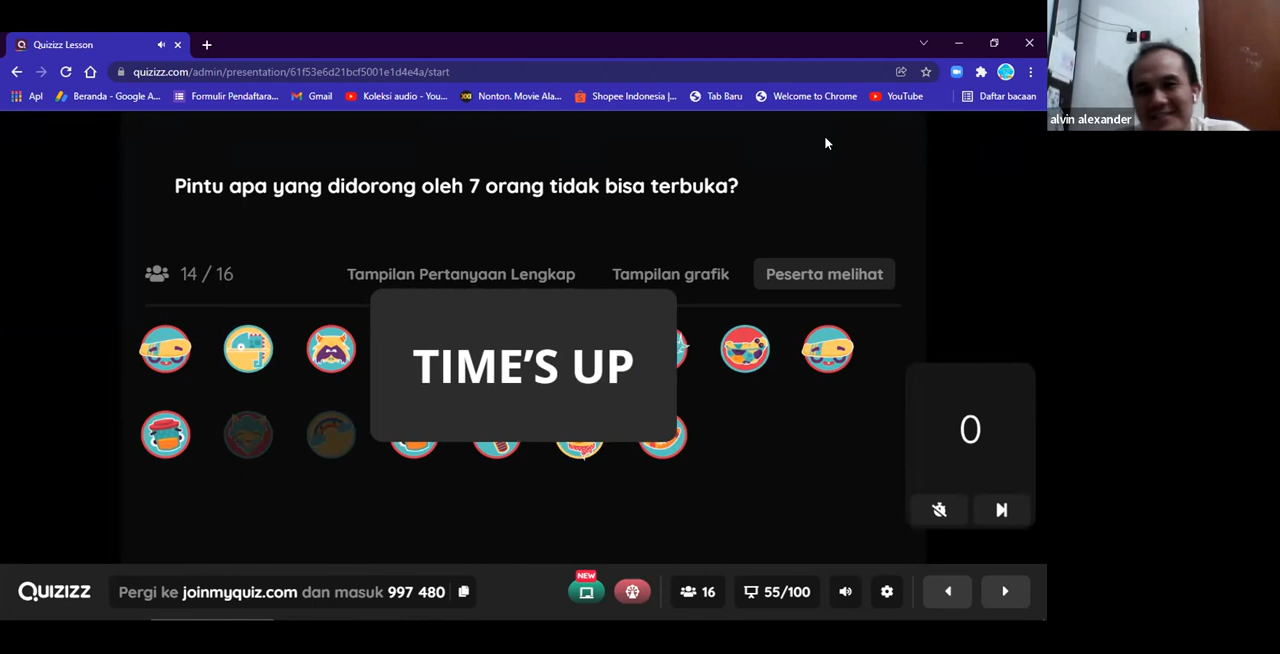 Quizizz Lesson
quizizz.com/admin/presentation/61f53e6d21bcf5001e1d4e4a/start
Apl Beranda - Google A... Formulir Pendaftara... Gmail Koleksi audio - You... Nonton. Movie Ala... Shopee Indonesia |... Tab Baru Welcome to Chrome YouTube Daftar bacaan
alvin alexander
Pintu apa yang didorong oleh 7 orang tidak bisa terbuka?
14 / 16 Tampilan Pertanyaan Lengkap Tampilan grafik Peserta melihat
TIME'S UP
0
NEW
QUIZIZZ Pergi ke joinmyquiz.com dan masuk 997 480 16 55/100